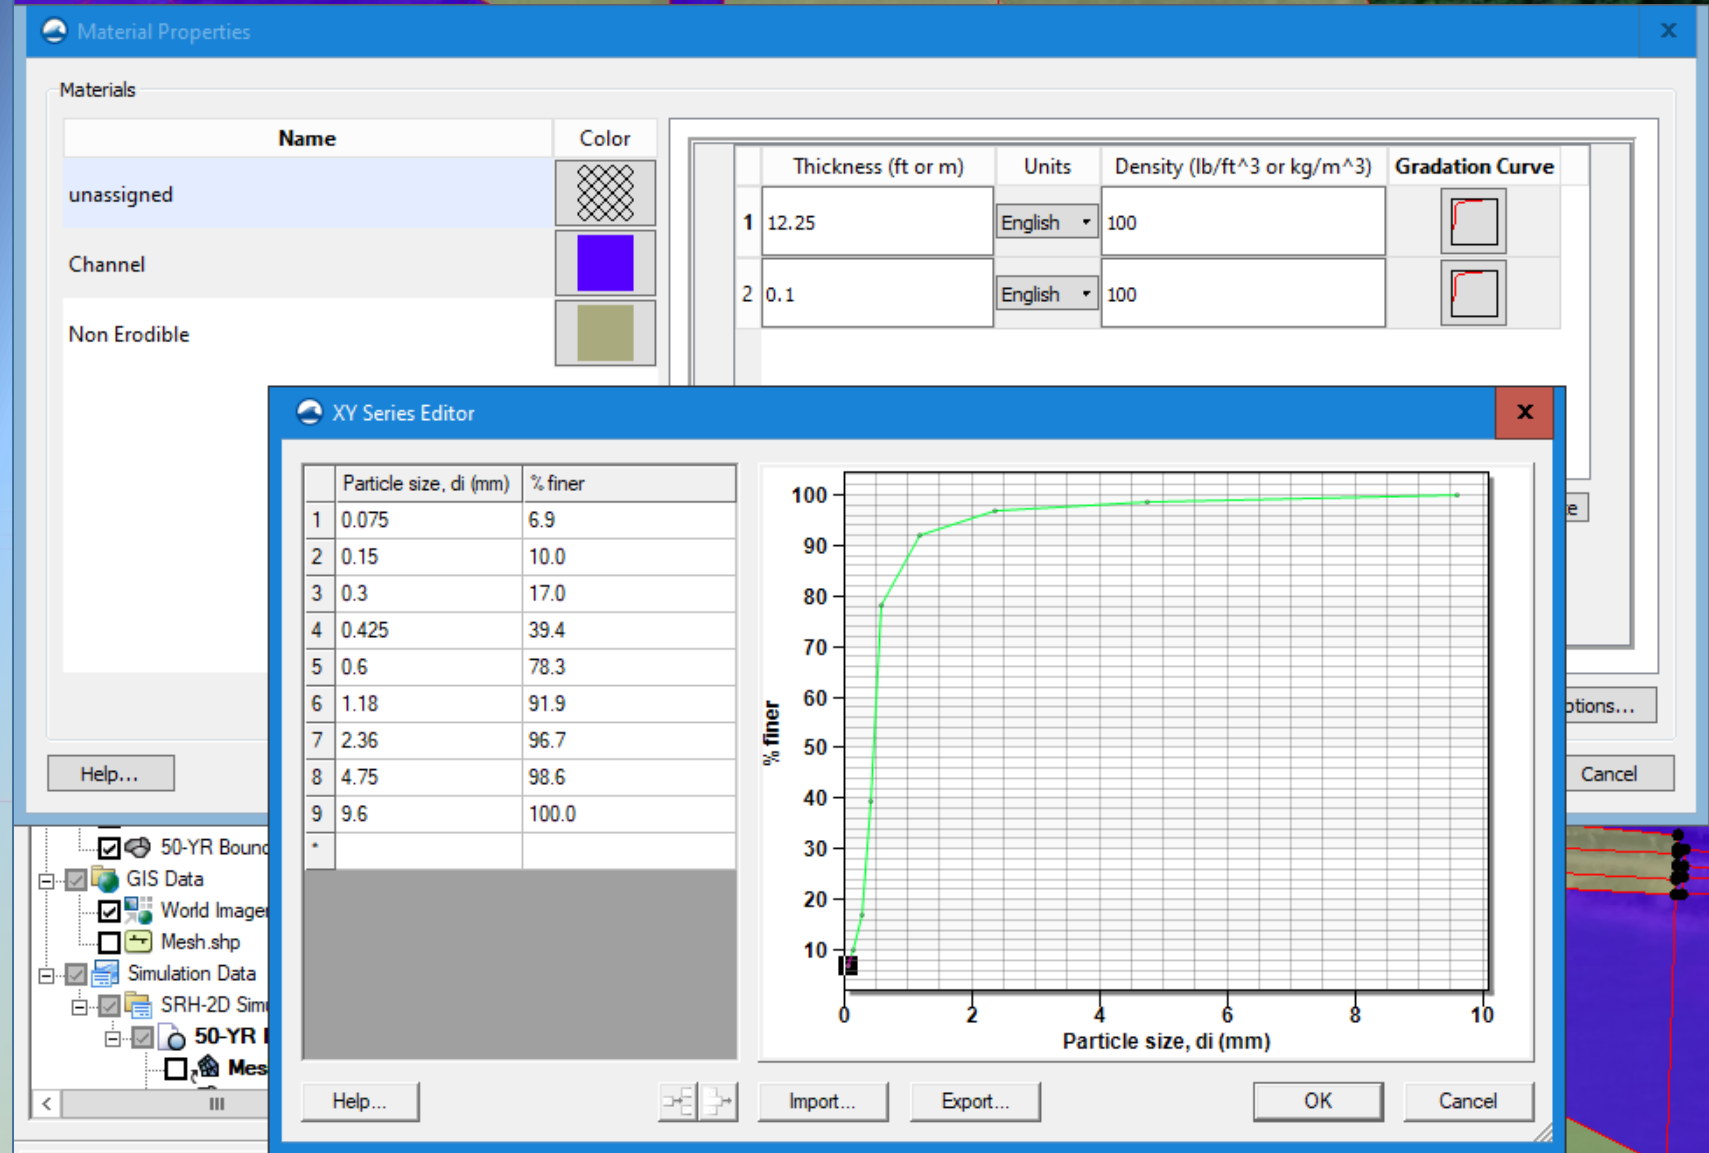 Material Properties
x
Materials
Name Color
unassigned
Channel
Non Erodible
Thickness (ft or m) Units Density (lb/ft^3 or kg/m^3) Gradation Curve
1 12.25 English 100
2 0.1 English 100
XY Series Editor
x
Particle size, di (mm) % finer
1 0.075 6.9
2 0.15 10.0
3 0.3 17.0
4 0.425 39.4
5 0.6 78.3
6 1.18 91.9
7 2.36 96.7
8 4.75 98.6
9 9.6 100.0
*
100
90
80
70
60
50
40
30
20
10
% finer
0 2 4 6 8 10
Particle size, di (mm)
Help... Import... Export... OK Cancel
ptions...
Help... Cancel
50-YR Bound
GIS Data
World Imager
Mesh.shp
Simulation Data
SRH-2D Sim
50-YR
Mes